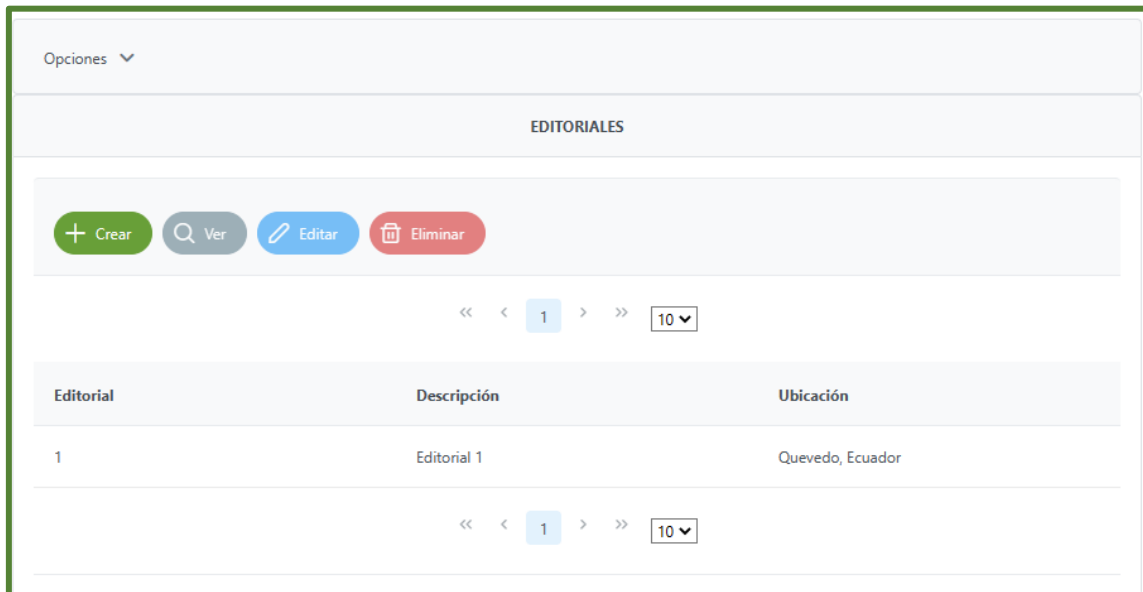 Opciones
EDITORIALES
Crear Ver Editar Eliminar
1 10
Editorial Descripción Ubicación
1 Editorial 1 Quevedo, Ecuador
1 10